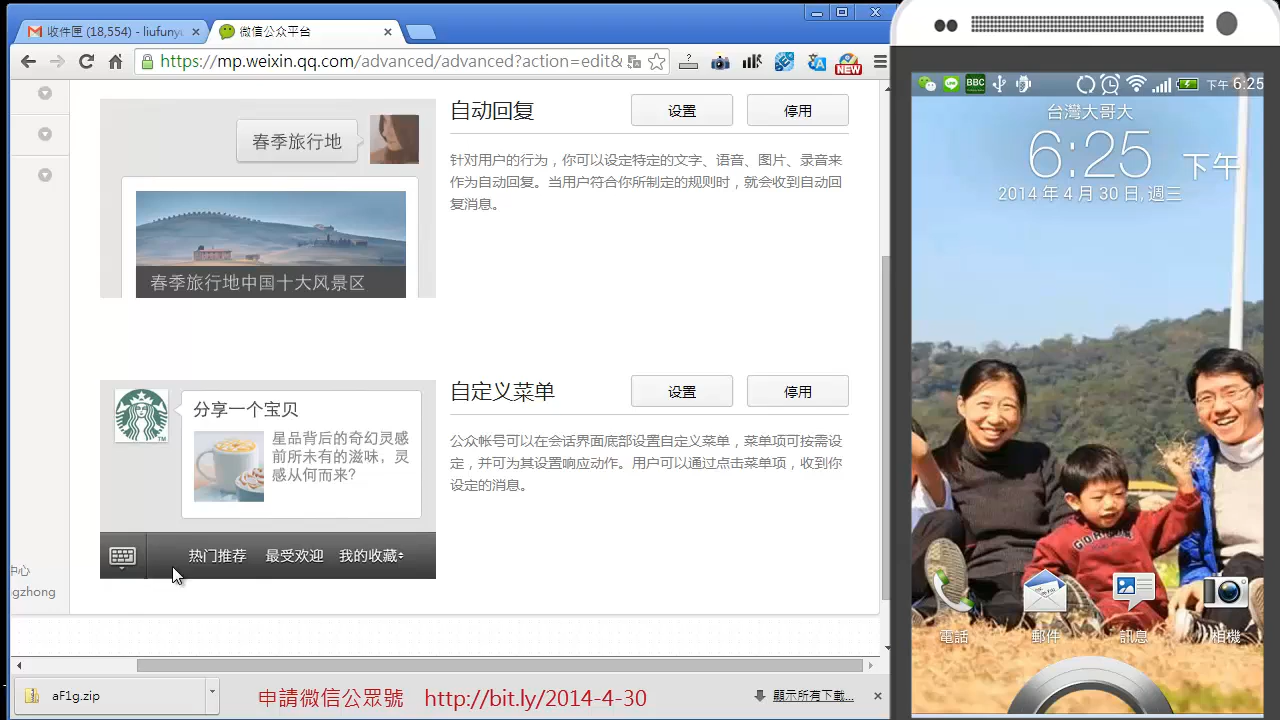 收件匣 (18,554) - liufuny
微信公众平台
https://mp.weixin.qq.com/advanced/advanced?action=edit&
NEW
春季旅行地
春季旅行地中国十大风景区
自动回复
设置
停用
针对用户的行为，你可以设定特定的文字、语音、图片、录音来
作为自动回复。当用户符合你所制定的规则时，就会收到自动回
复消息。
分享一个宝贝
星品背后的奇幻灵感
前所未有的滋味，灵
感从何而来?
热门推荐
最受欢迎
我的收藏
自定义菜单
设置
停用
公众帐号可以在会话界面底部设置自定义菜单，菜单项可按需设
定，并可为其设置响应动作。用户可以通过点击菜单项，收到你
设定的消息。
中心
gzhong
aF1g.zip
申請微信公眾號 http://bit.ly/2014-4-30
顯示所有下載...
BBC
下午 6:25
台灣大哥大
6:25 下午
2014 年 4 月 30 日, 週三
電話
郵件
訊息
相機